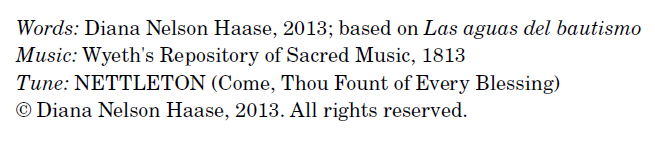 Words: Diana Nelson Haase, 2013; based on Las aguas del bautismo
Music: Wyeth's Repository of Sacred Music, 1813
Tune: NETTLETON (Come, Thou Fount of Every Blessing)
© Diana Nelson Haase, 2013. All rights reserved.